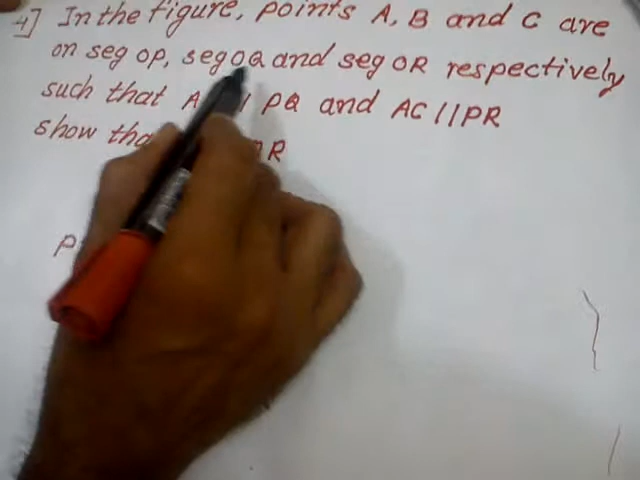 4] In the figure, points A, B and C are
on seg OP, seg OQ and seg OR respectively
such that A PQ and AC // PR
show tha R
P